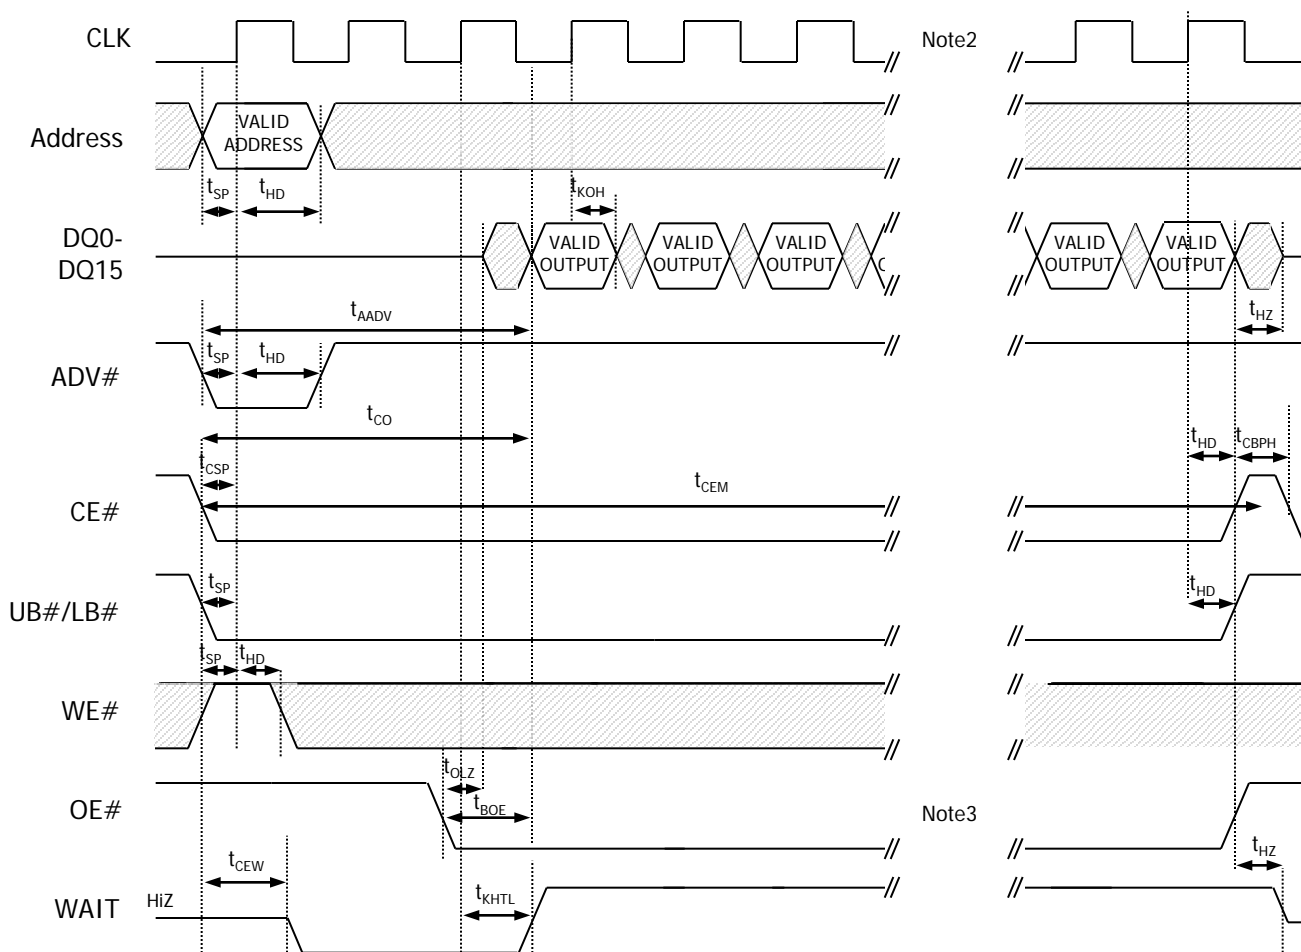 CLK
Note2
Address
VALID
ADDRESS
tSP
tHD
tKOH
DQ0-
DQ15
VALID
OUTPUT
VALID
OUTPUT
VALID
OUTPUT
VALID
OUTPUT
VALID
OUTPUT
tHZ
tAADV
ADV#
tSP
tHD
tCO
tHD
tCBPH
CE#
tCSP
tCEM
UB#/LB#
tSP
tHD
WE#
tSP
tHD
OE#
tOLZ
tBOE
Note3
tHZ
WAIT
HiZ
tCEW
tKHTL